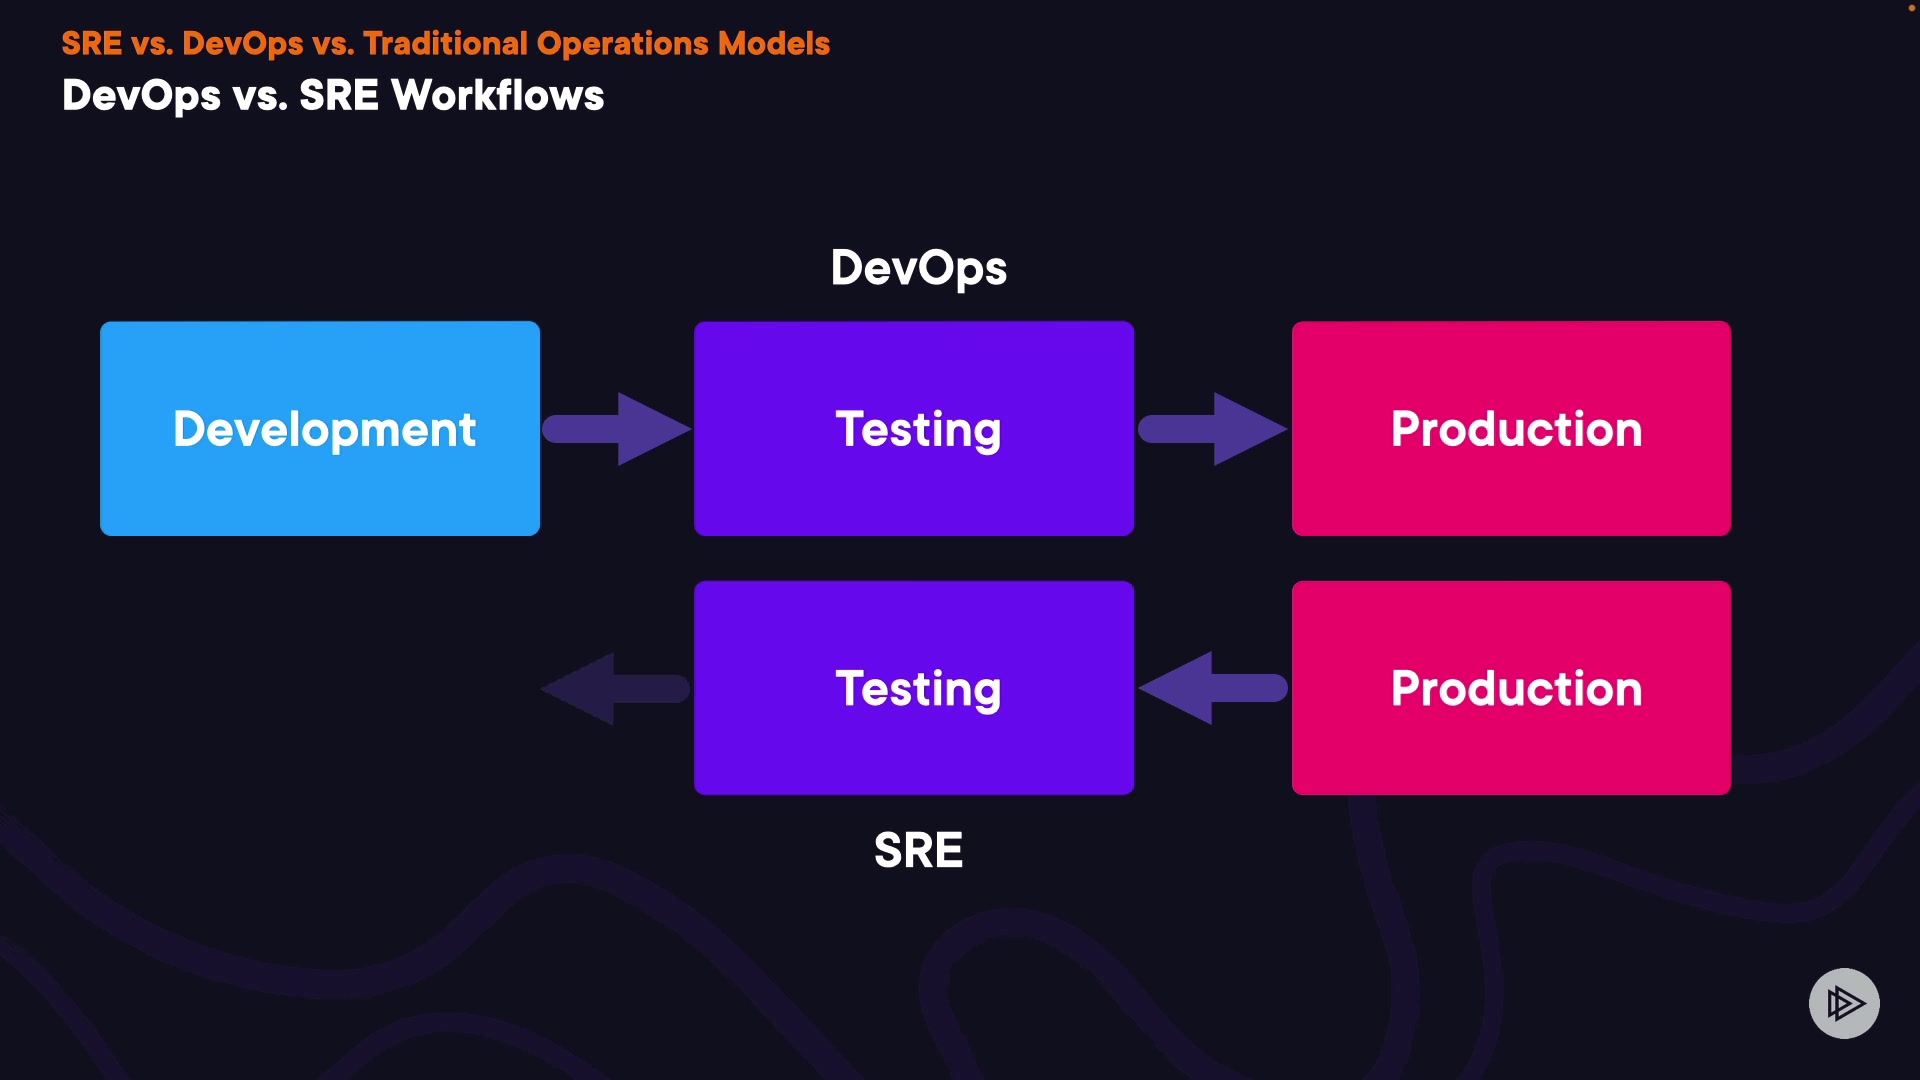 SRE vs. DevOps vs. Traditional Operations Models
DevOps vs. SRE Workflows
DevOps
Development
Testing
Production
Testing
Production
SRE